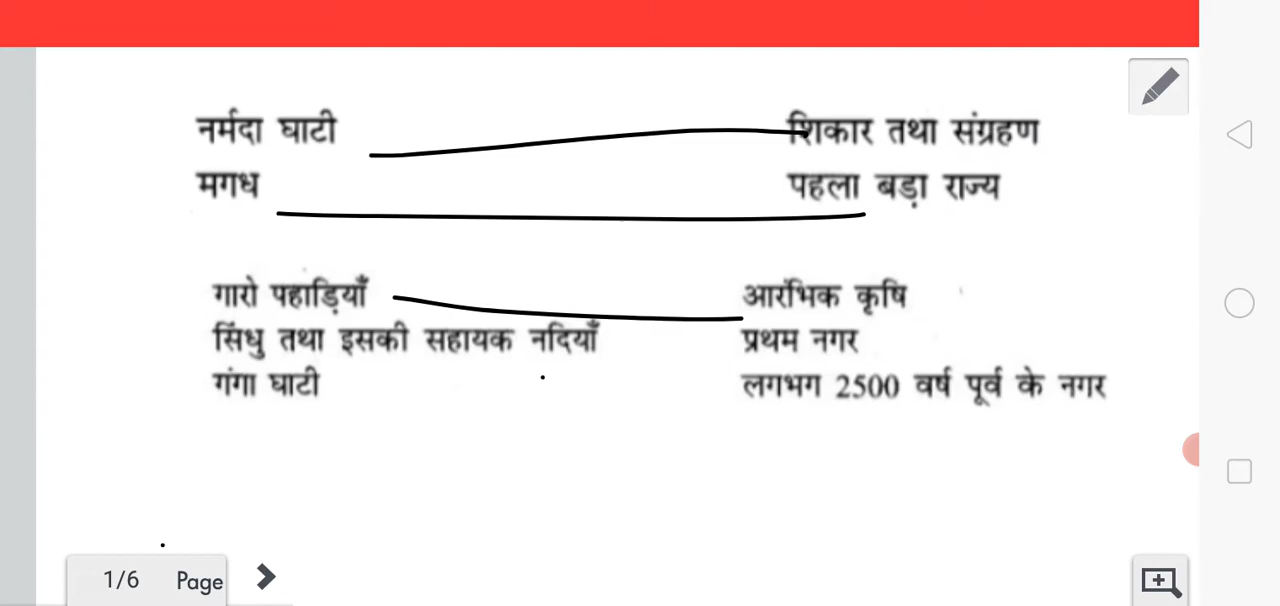 नर्मदा घाटी शिकार तथा संग्रहण
मगध पहला बड़ा राज्य
गारो पहाड़ियाँ आरंभिक कृषि
सिंधु तथा इसकी सहायक नदियाँ प्रथम नगर
गंगा घाटी लगभग 2500 वर्ष पूर्व के नगर
1/6 Page